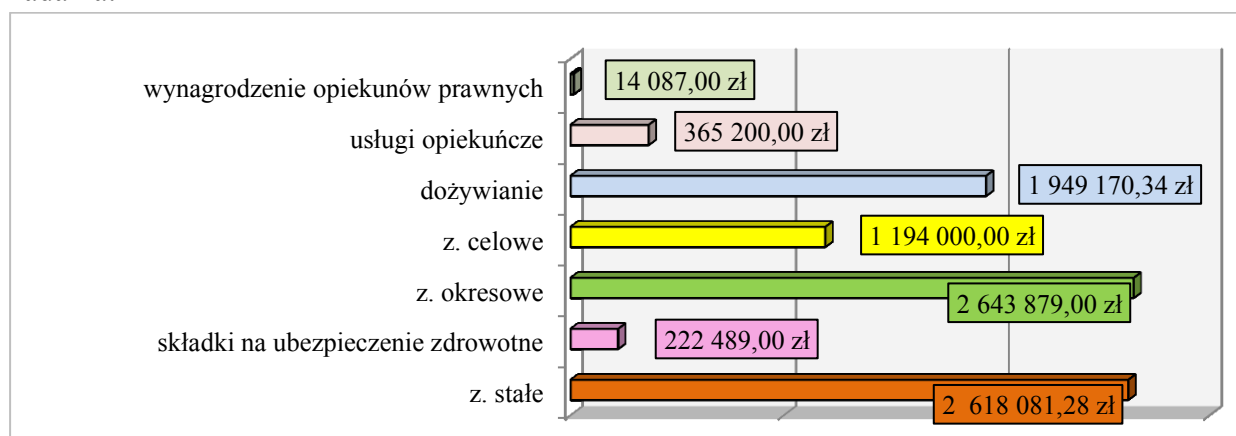 wynagrodzenie opiekunów prawnych 14 087,00 zł
usługi opiekuńcze 365 200,00 zł
dożywianie 1 949 170,34 zł
z. celowe 1 194 000,00 zł
z. okresowe 2 643 879,00 zł
składki na ubezpieczenie zdrowotne 222 489,00 zł
z. stałe 2 618 081,28 zł